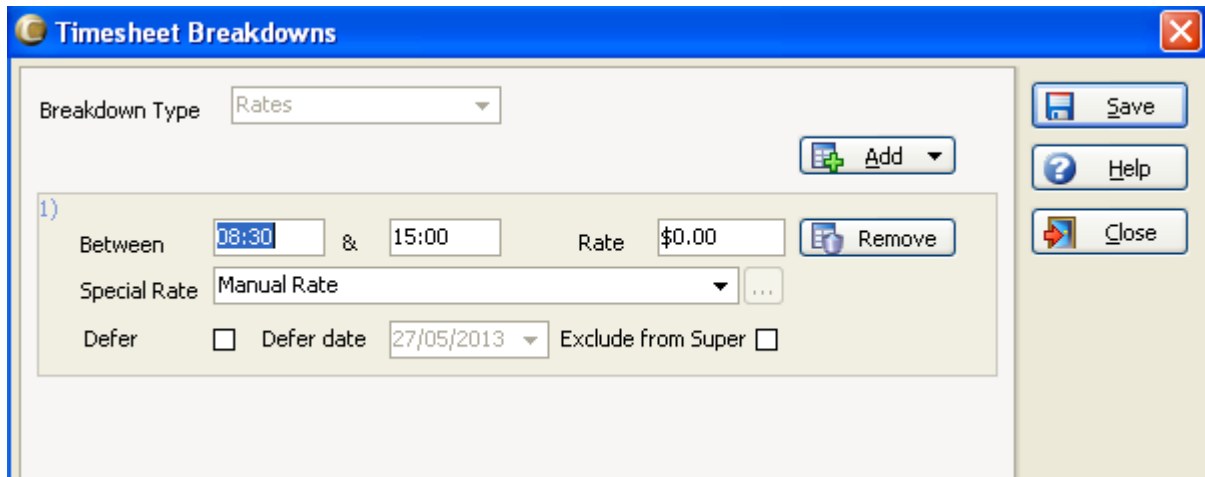 Timesheet Breakdowns
Breakdown Type Rates
Save
Add
Help
1)
Between 08:30 & 15:00 Rate $0.00 Remove
Close
Special Rate Manual Rate ...
Defer Defer date 27/05/2013 Exclude from Super